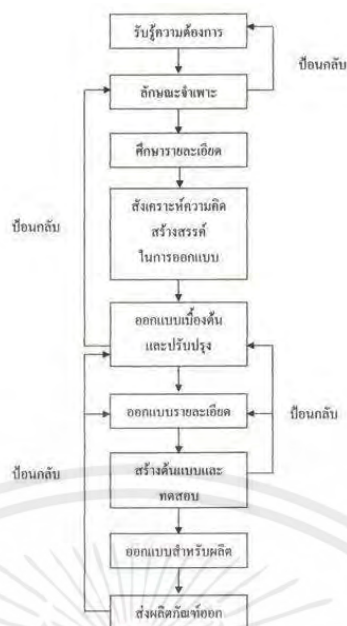 รับรู้ความต้องการ
ป้อนกลับ
ลักษณะจำเพาะ
ศึกษารายละเอียด
สังเคราะห์ความคิด
สร้างสรรค์
ในการออกแบบ
ป้อนกลับ
ออกแบบเบื้องต้น
และปรับปรุง
ออกแบบรายละเอียด
ป้อนกลับ
ป้อนกลับ
สร้างต้นแบบและ
ทดสอบ
ออกแบบสำหรับผลิต
ส่งผลิตภัณฑ์ออก